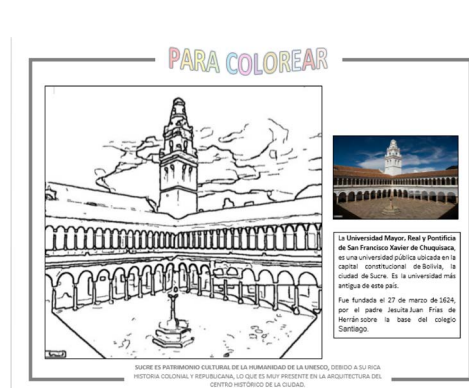 PARA COLOREAR
La Universidad Mayor, Real y Pontificia
de San Francisco Xavier de Chuquisaca,
es una universidad pública ubicada en la
capital constitucional de Bolivia, la
ciudad de Sucre. Es la universidad más
antigua de este país.
Fue fundada el 27 de marzo de 1624,
por el padre Jesuita Juan Frías de
Herrán sobre la base del colegio
Santiago.
SUCRE ES PATRIMONIO CULTURAL DE LA HUMANIDAD DE LA UNESCO, DEBIDO A SU RICA
HISTORIA COLONIAL Y REPUBLICANA, LO QUE ES MUY PRESENTE EN LA ARQUITECTURA DEL
CENTRO HISTÓRICO DE LA CIUDAD.